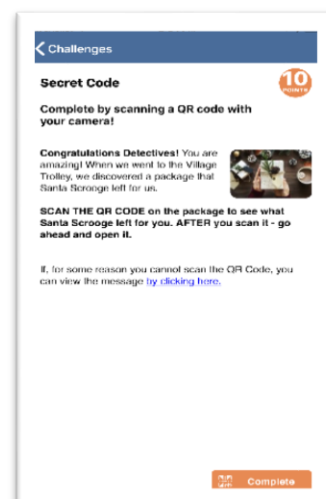 Challenges
Secret Code
10
POINTS
Complete by scanning a QR code with
your camera!
Congratulations Detectives! You are
amazing! When we went to the Village
Trolley, we discovered a package that
Santa Scrooge left for us.
SCAN THE QR CODE on the package to see what
Santa Scrooge left for you. AFTER you scan it - go
ahead and open it.
If, for some reason you cannot scan the QR Code, you
can view the message by clicking here.
Complete